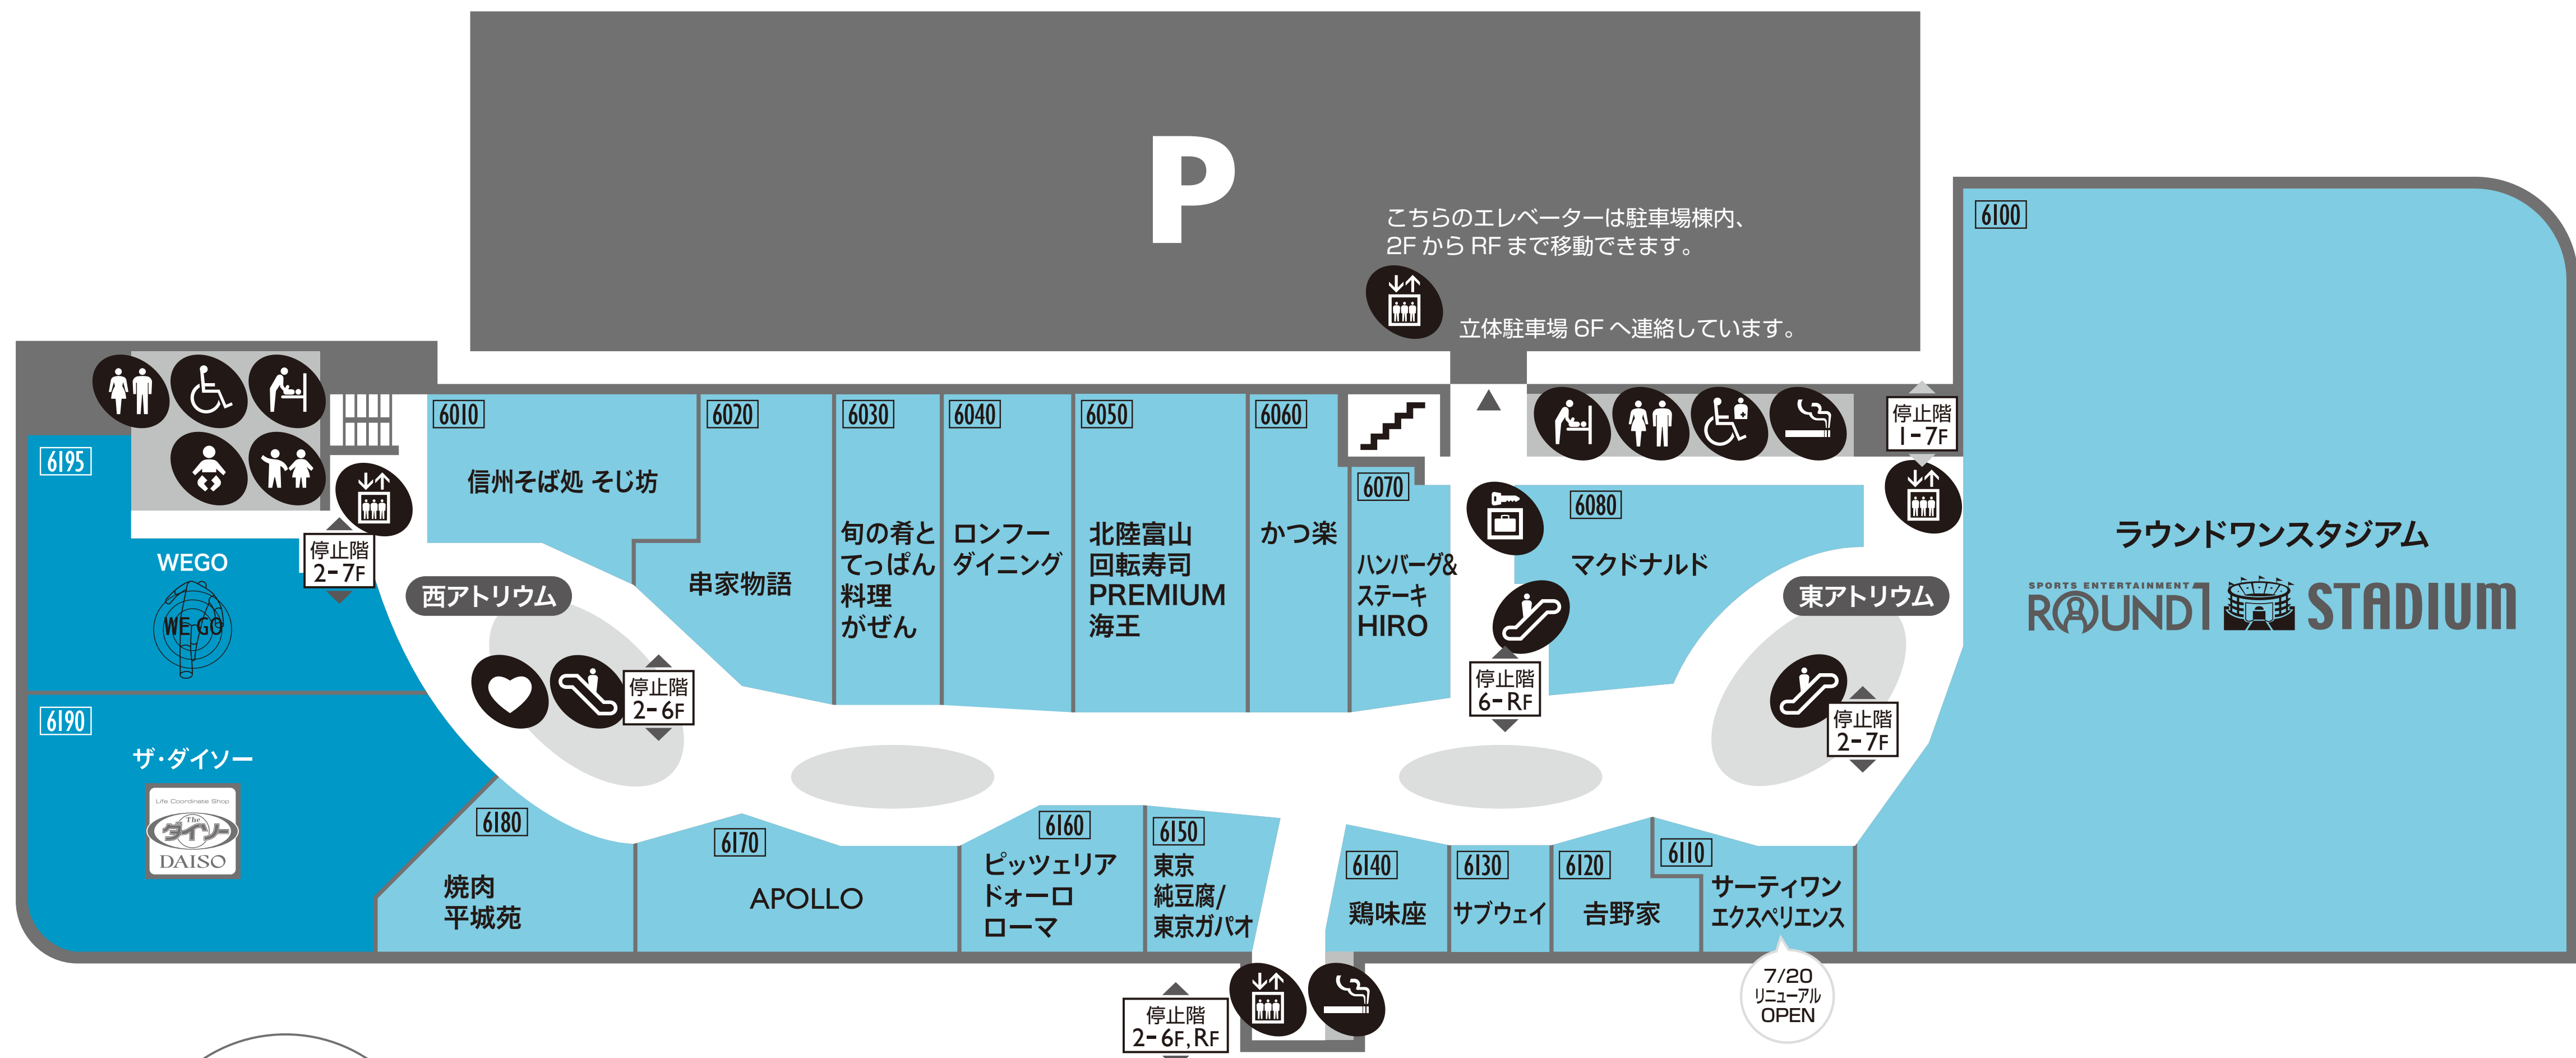 P
こちらのエレベーターは駐車場棟内、
2FからRFまで移動できます。
立体駐車場6Fへ連絡しています。
6100
ラウンドワンスタジアム
SPORTS ENTERTAINMENT
ROUND1 STADIUM
停止階
1-7F
6195
WEGO
WE GO
停止階
2-7F
6190
ザ・ダイソー
Life Coordinate Shop
The
ダイソー
DAISO
西アトリウム
停止階
2-6F
6010
信州そば処 そじ坊
6020
串家物語
6030
旬の肴と
てっぱん
料理
がぜん
6040
ロンフー
ダイニング
6050
北陸富山
回転寿司
PREMIUM
海王
6060
かつ楽
6070
ハンバーグ&
ステーキ
HIRO
停止階
6-RF
6080
マクドナルド
東アトリウム
停止階
2-7F
6180
焼肉
平城苑
6170
APOLLO
6160
ピッツェリア
ドォーロ
ローマ
6150
東京
純豆腐/
東京ガパオ
6140
鶏味座
6130
サブウェイ
6120
吉野家
6110
サーティワン
エクスペリエンス
7/20
リニューアル
OPEN
停止階
2-6F,RF